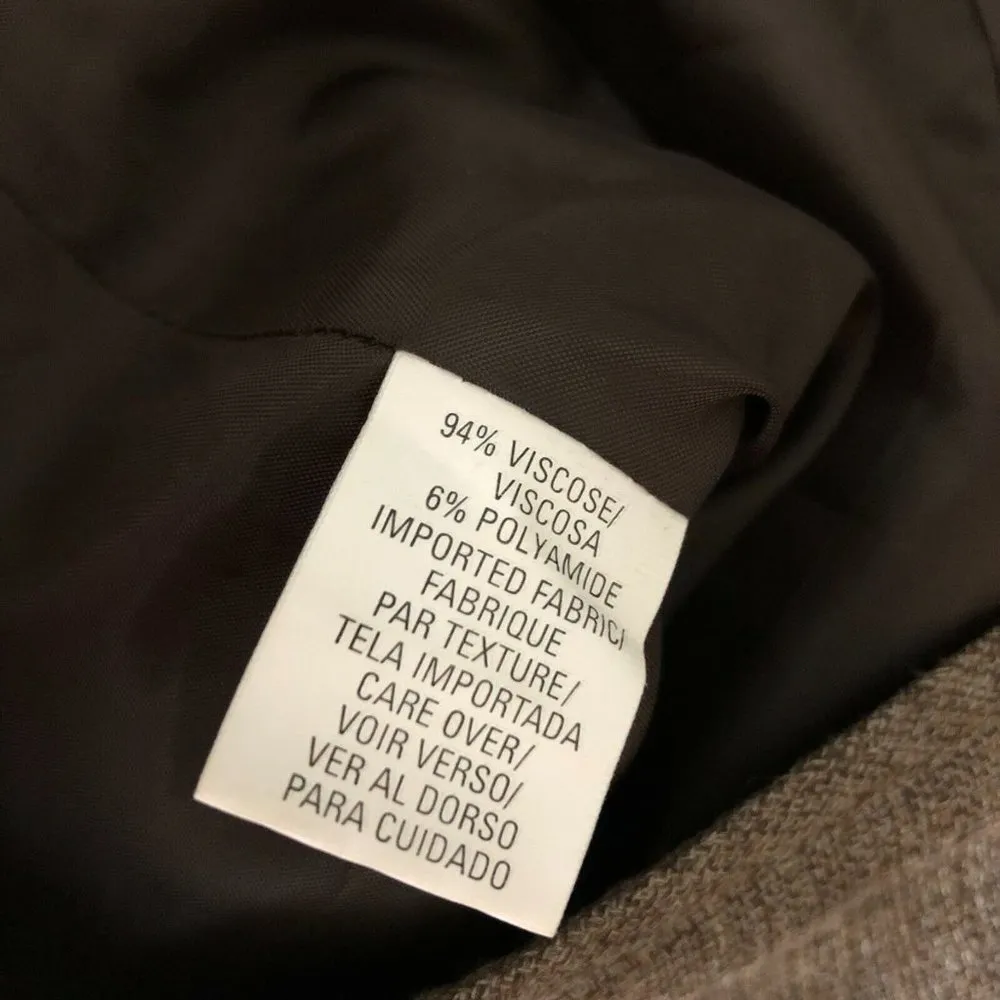 94% VISCOSE/
VISCOSA
6% POLYAMIDE
IMPORTED FABRIC/
FABRIQUE
PAR TEXTURE/
TELA IMPORTADA
CARE OVER/
VOIR VERSO/
VER AL DORSO
PARA CUIDADO